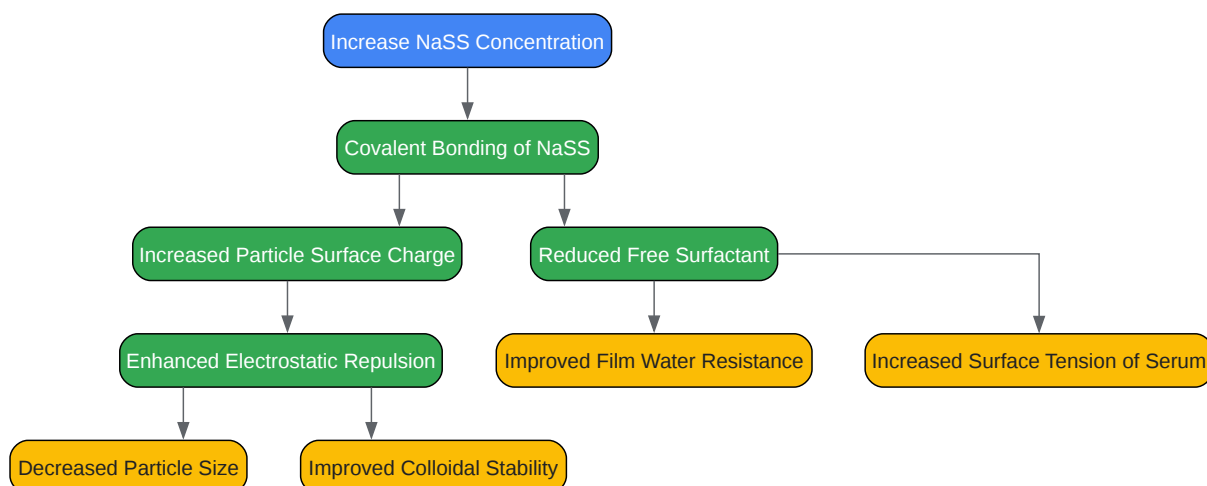 Increase NaSS Concentration
Covalent Bonding of NaSS
Increased Particle Surface Charge
Reduced Free Surfactant
Enhanced Electrostatic Repulsion
Improved Film Water Resistance
Increased Surface Tension of Serum
Decreased Particle Size
Improved Colloidal Stability